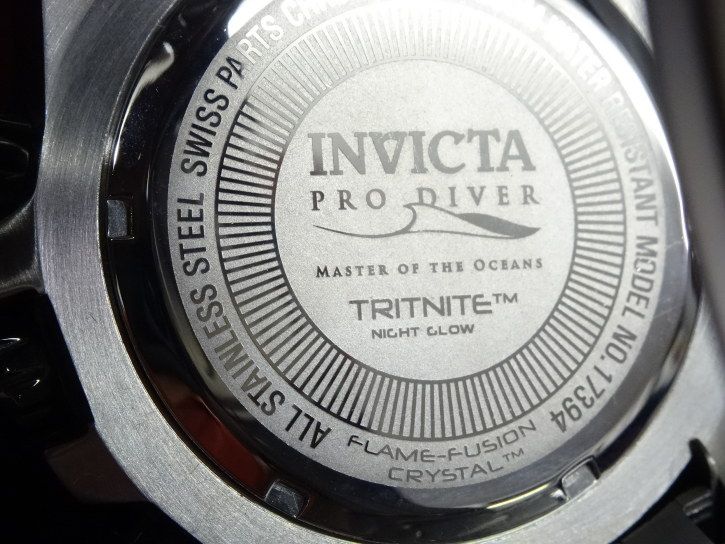 INVICTA
PRO DIVER
MASTER OF THE OCEANS
TRITNITE™
NIGHT GLOW
ALL STAINLESS STEEL SWISS PARTS WATER RESISTANT MODEL NO.17394
FLAME-FUSION
CRYSTAL™